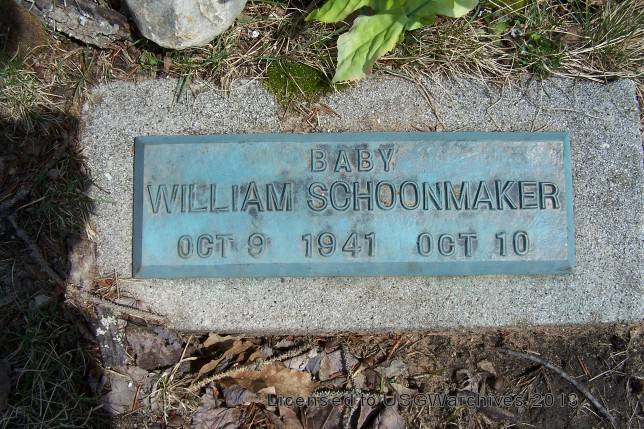 BABY
WILLIAM SCHOONMAKER
OCT 9 1941 OCT 10
Licensed to USGWarchives 2013